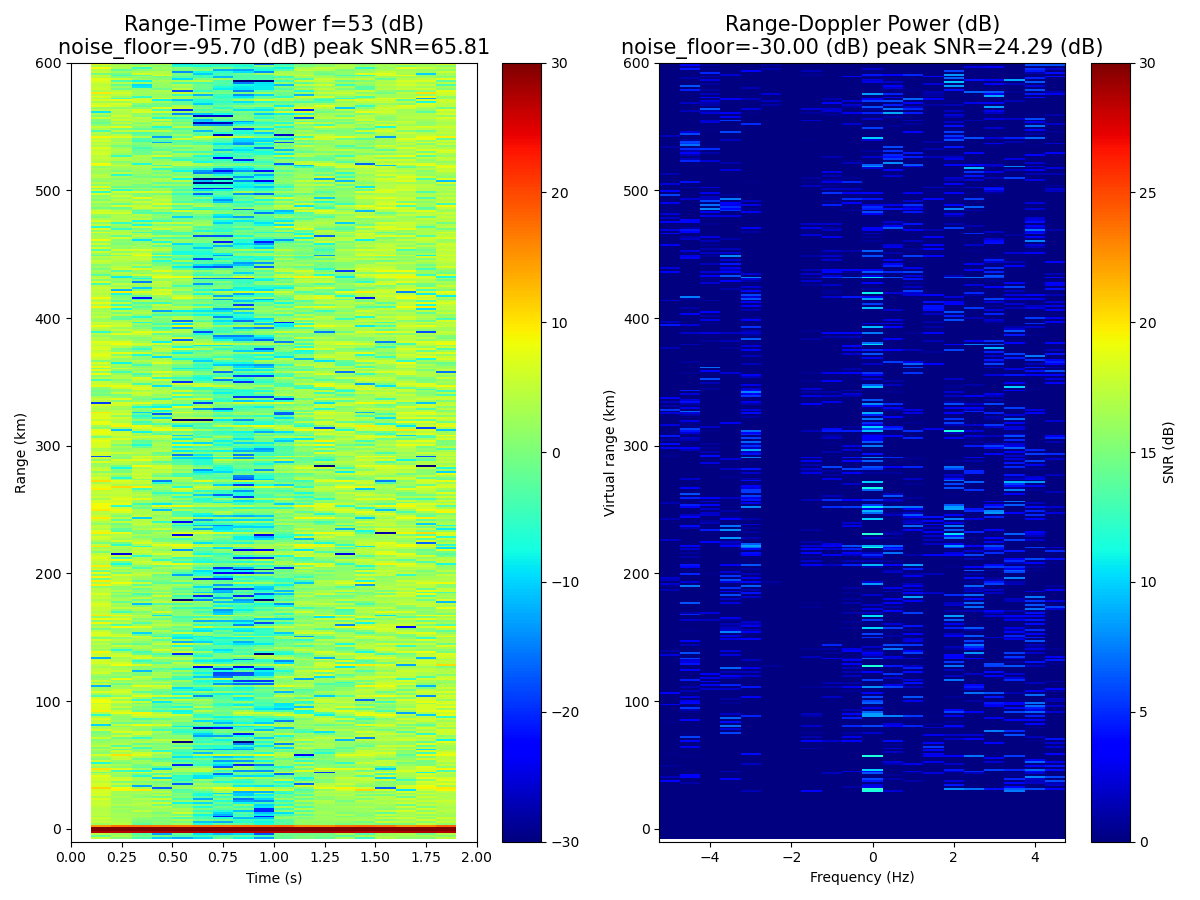 Range-Time Power f=53 (dB)
noise_floor=-95.70 (dB) peak SNR=65.81
Range (km)
600
500
400
300
200
100
0
0.00 0.25 0.50 0.75 1.00 1.25 1.50 1.75 2.00
Time (s)
30
20
10
0
−10
−20
−30
Range-Doppler Power (dB)
noise_floor=-30.00 (dB) peak SNR=24.29 (dB)
Virtual range (km)
600
500
400
300
200
100
0
−4 −2 0 2 4
Frequency (Hz)
30
25
20
15
10
5
0
SNR (dB)